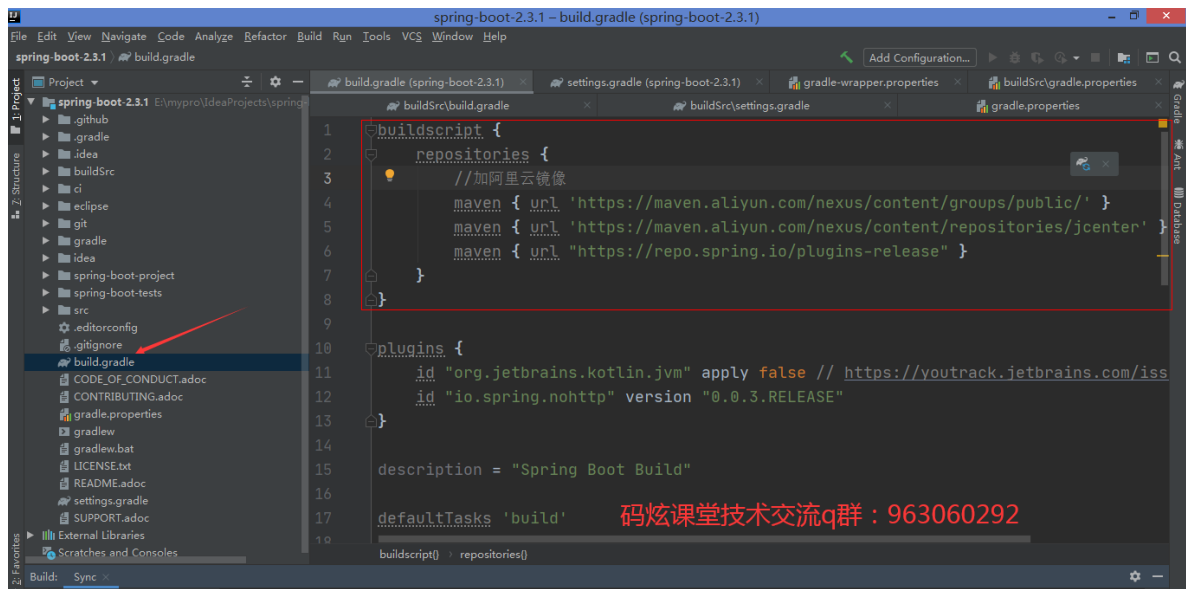 spring-boot-2.3.1 – build.gradle (spring-boot-2.3.1)
File Edit View Navigate Code Analyze Refactor Build Run Tools VCS Window Help
spring-boot-2.3.1 build.gradle
Add Configuration...
1: Project
Z: Structure
2: Favorites
Project
spring-boot-2.3.1 E:\mypro\IdeaProjects\spring-
.github
.gradle
.idea
buildSrc
ci
eclipse
git
gradle
idea
spring-boot-project
spring-boot-tests
src
.editorconfig
.gitignore
build.gradle
CODE_OF_CONDUCT.adoc
CONTRIBUTING.adoc
gradle.properties
gradlew
gradlew.bat
LICENSE.txt
README.adoc
settings.gradle
SUPPORT.adoc
External Libraries
Scratches and Consoles
build.gradle (spring-boot-2.3.1) settings.gradle (spring-boot-2.3.1) gradle-wrapper.properties buildSrc\gradle.properties
buildSrc\build.gradle buildSrc\settings.gradle gradle.properties
1 buildscript {
2 repositories {
3 //加阿里云镜像
4 maven { url 'https://maven.aliyun.com/nexus/content/groups/public/' }
5 maven { url 'https://maven.aliyun.com/nexus/content/repositories/jcenter' }
6 maven { url "https://repo.spring.io/plugins-release" }
7 }
8 }
9
10 plugins {
11 id "org.jetbrains.kotlin.jvm" apply false // https://youtrack.jetbrains.com/iss
12 id "io.spring.nohttp" version "0.0.3.RELEASE"
13 }
14
15 description = "Spring Boot Build"
16
17 defaultTasks 'build'
18
码炫课堂技术交流q群：963060292
buildscript{} repositories{}
Gradle
Ant
Database
Build: Sync